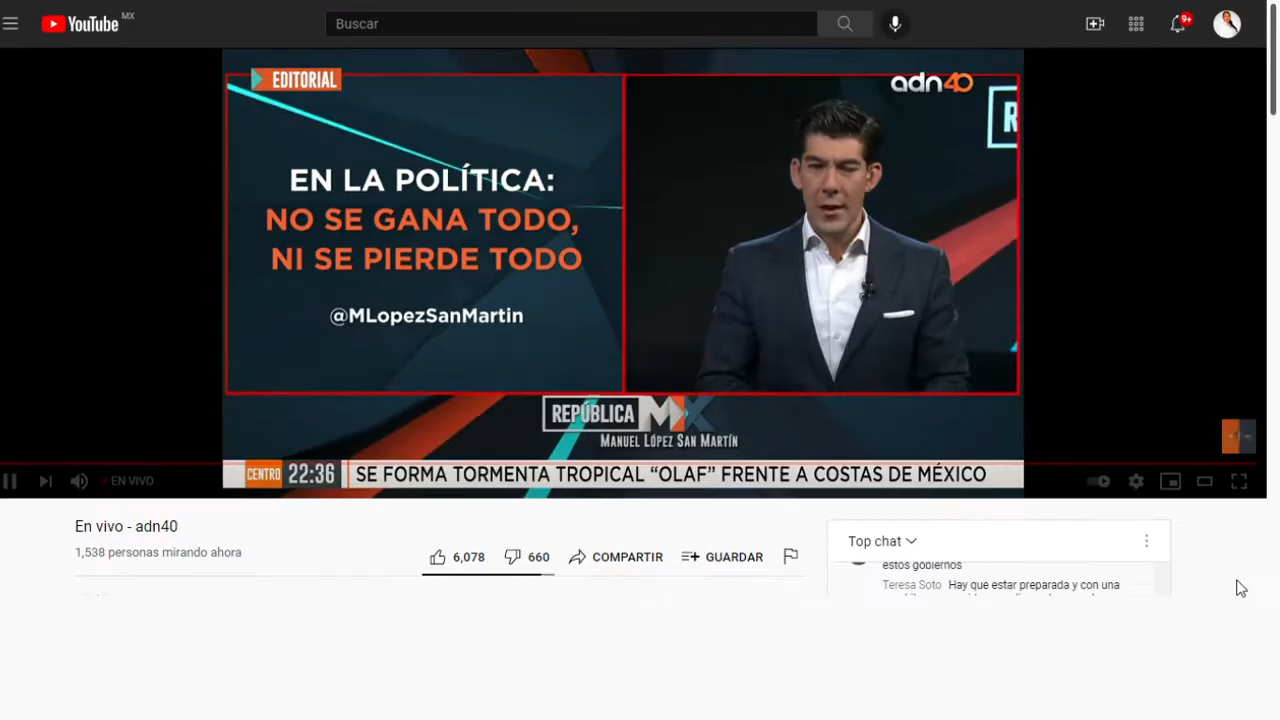 YouTube MX
Buscar
9+
EDITORIAL
adn40
R
EN LA POLÍTICA:
NO SE GANA TODO,
NI SE PIERDE TODO
@MLopezSanMartin
REPÚBLICA MX
MANUEL LÓPEZ SAN MARTÍN
CENTRO 22:36 SE FORMA TORMENTA TROPICAL “OLAF” FRENTE A COSTAS DE MÉXICO
EN VIVO
En vivo - adn40
1,538 personas mirando ahora
6,078 660 COMPARTIR GUARDAR
Top chat
estos gobiernos
Teresa Soto Hay que estar preparada y con una